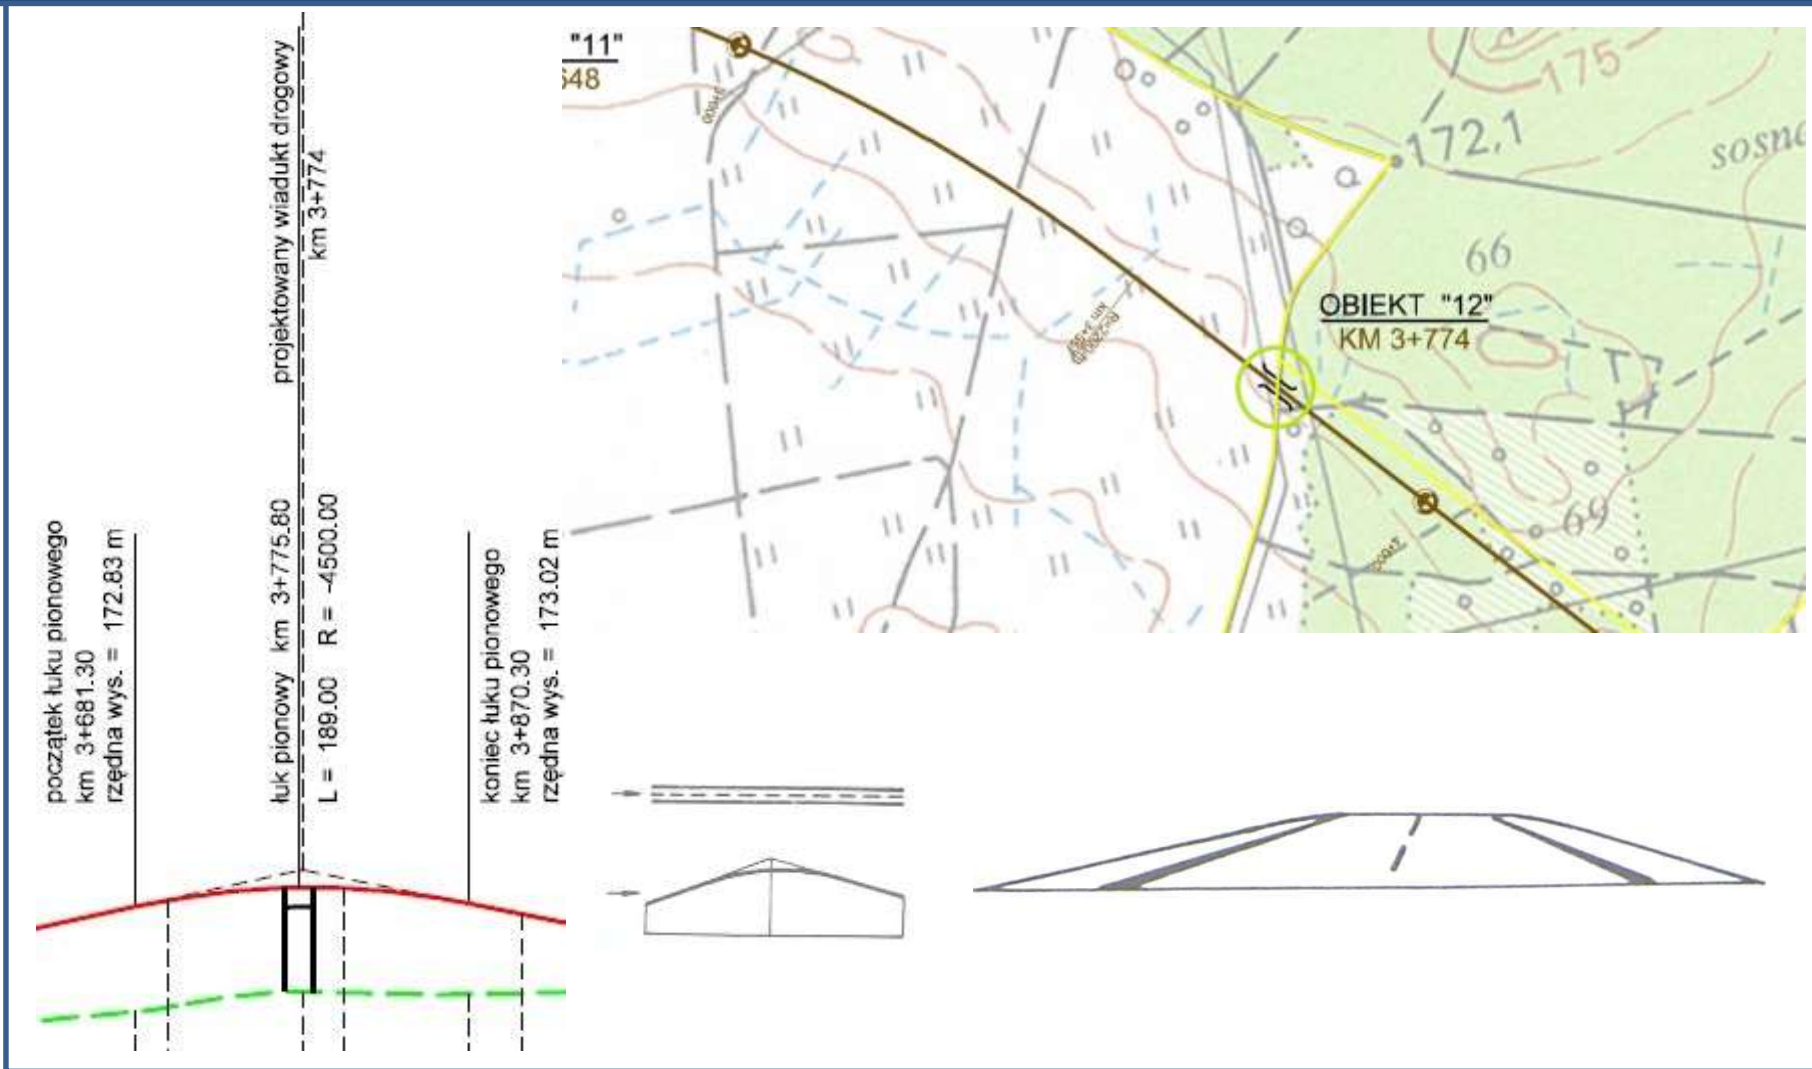 projektowany wiadukt drogowy
km 3+774
początek łuku pionowego
km 3+681.30
rzędna wys. = 172.83 m
łuk pionowy km 3+775.80
L = 189.00 R = -4500.00
koniec łuku pionowego
km 3+870.30
rzędna wys. = 173.02 m
"11"
648
175
172,1
66
OBIEKT "12"
KM 3+774
69